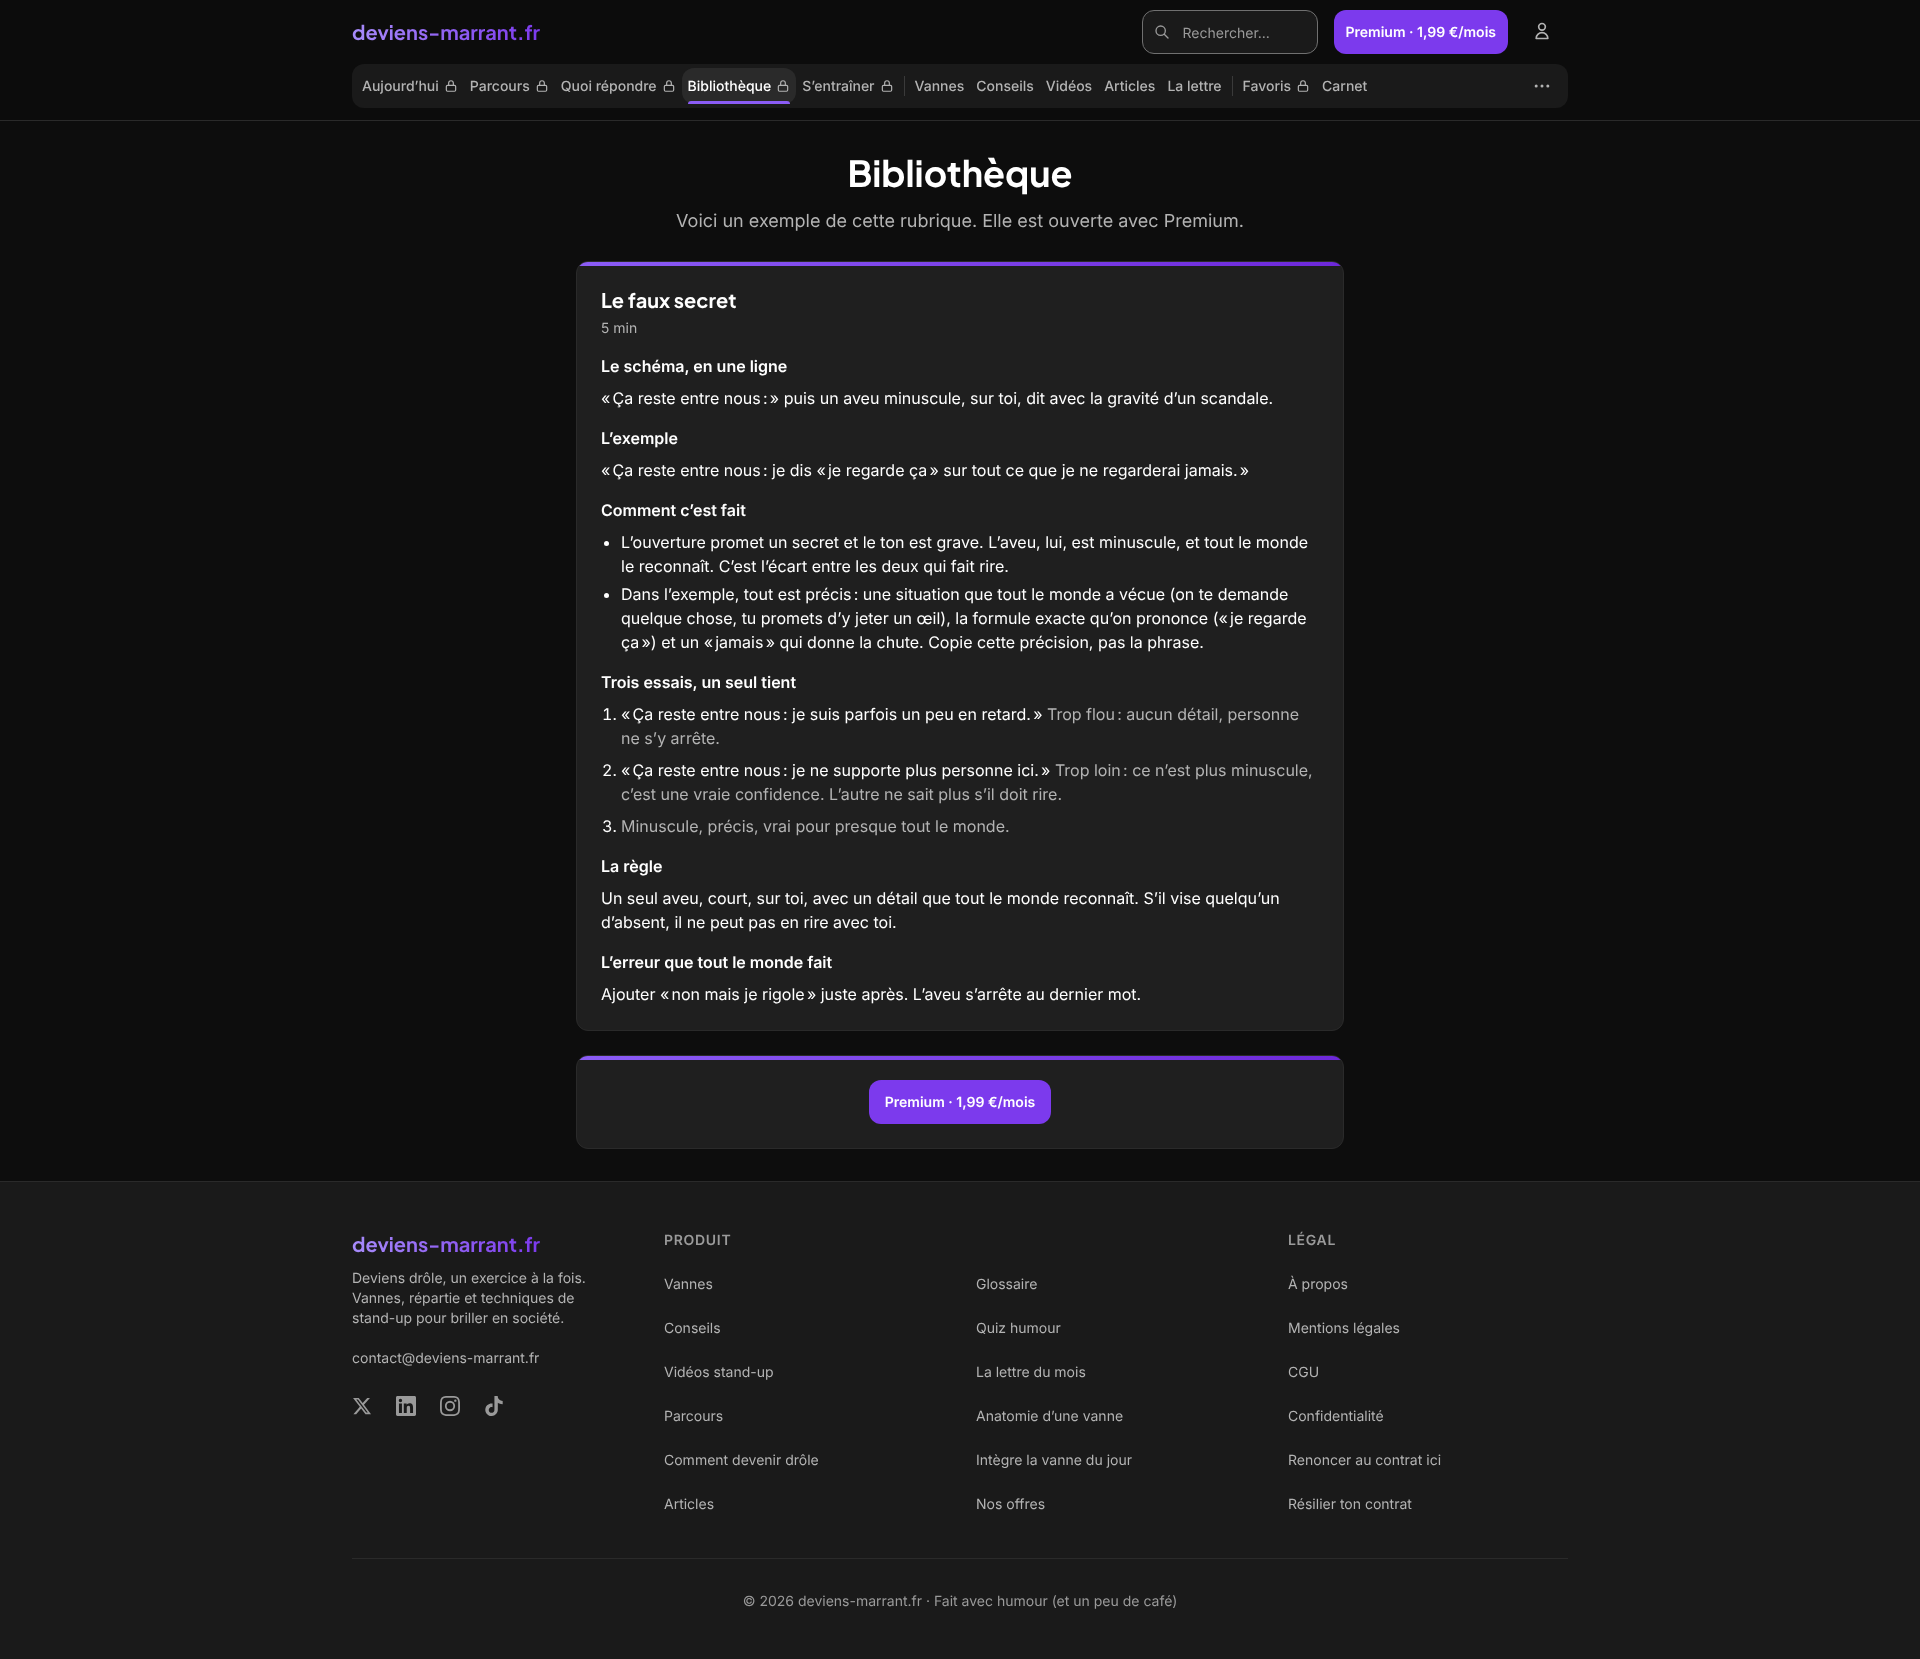 deviens-marrant.fr
Rechercher...
Premium · 1,99 €/mois
Aujourd’hui
Parcours
Quoi répondre
Bibliothèque
S’entraîner
Vannes
Conseils
Vidéos
Articles
La lettre
Favoris
Carnet
Bibliothèque
Voici un exemple de cette rubrique. Elle est ouverte avec Premium.
Le faux secret
5 min
Le schéma, en une ligne
« Ça reste entre nous : » puis un aveu minuscule, sur toi, dit avec la gravité d’un scandale.
L’exemple
« Ça reste entre nous : je dis « je regarde ça » sur tout ce que je ne regarderai jamais. »
Comment c’est fait
• L’ouverture promet un secret et le ton est grave. L’aveu, lui, est minuscule, et tout le monde
le reconnaît. C’est l’écart entre les deux qui fait rire.
• Dans l’exemple, tout est précis : une situation que tout le monde a vécue (on te demande
quelque chose, tu promets d’y jeter un œil), la formule exacte qu’on prononce (« je regarde
ça ») et un « jamais » qui donne la chute. Copie cette précision, pas la phrase.
Trois essais, un seul tient
1. « Ça reste entre nous : je suis parfois un peu en retard. » Trop flou : aucun détail, personne
ne s’y arrête.
2. « Ça reste entre nous : je ne supporte plus personne ici. » Trop loin : ce n’est plus minuscule,
c’est une vraie confidence. L’autre ne sait plus s’il doit rire.
3. Minuscule, précis, vrai pour presque tout le monde.
La règle
Un seul aveu, court, sur toi, avec un détail que tout le monde reconnaît. S’il vise quelqu’un
d’absent, il ne peut pas en rire avec toi.
L’erreur que tout le monde fait
Ajouter « non mais je rigole » juste après. L’aveu s’arrête au dernier mot.
Premium · 1,99 €/mois
deviens-marrant.fr
Deviens drôle, un exercice à la fois.
Vannes, répartie et techniques de
stand-up pour briller en société.
contact@deviens-marrant.fr
PRODUIT
Vannes
Conseils
Vidéos stand-up
Parcours
Comment devenir drôle
Articles
Glossaire
Quiz humour
La lettre du mois
Anatomie d’une vanne
Intègre la vanne du jour
Nos offres
LÉGAL
À propos
Mentions légales
CGU
Confidentialité
Renoncer au contrat ici
Résilier ton contrat
© 2026 deviens-marrant.fr · Fait avec humour (et un peu de café)